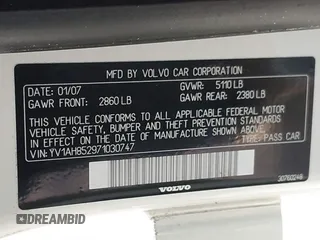 MFD BY VOLVO CAR CORPORATION
DATE: 01/07 GVWR: 5110 LB
GAWR FRONT: 2860 LB GAWR REAR: 2380 LB
THIS VEHICLE CONFORMS TO ALL APPLICABLE FEDERAL MOTOR
VEHICLE SAFETY, BUMPER AND THEFT PREVENTION STANDARDS
IN EFFECT ON THE DATE OF MANUFACTURE SHOWN ABOVE.
VIN: YV1AH852971030747 TYPE: PASS CAR
VOLVO
30760248
© DREAMBID